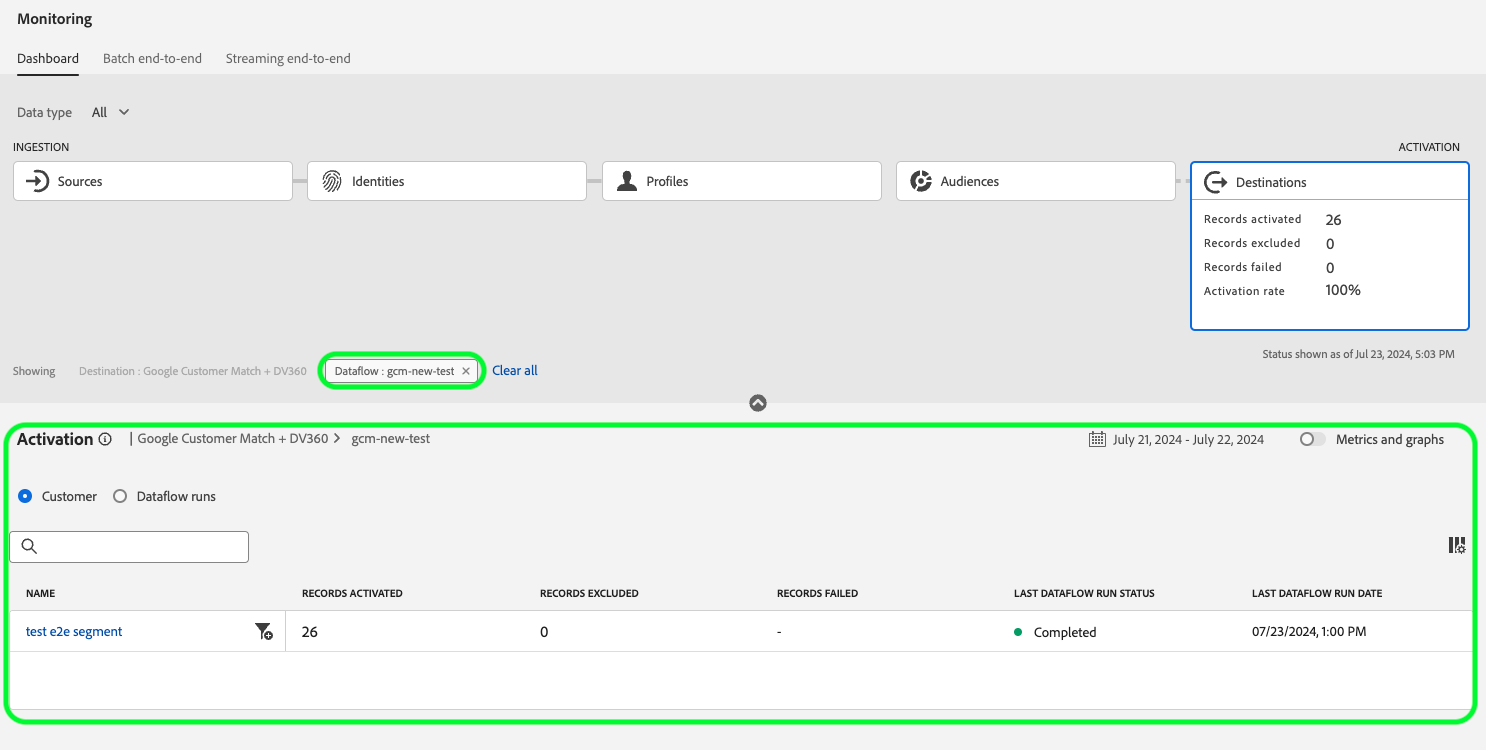 Monitoring
Dashboard Batch end-to-end Streaming end-to-end
Data type All
INGESTION ACTIVATION
Sources Identities Profiles Audiences Destinations
Records activated 26
Records excluded 0
Records failed 0
Activation rate 100%
Status shown as of Jul 23, 2024, 5:03 PM
Showing Destination : Google Customer Match + DV360 Dataflow : gcm-new-test × Clear all
Activation | Google Customer Match + DV360 > gcm-new-test July 21, 2024 - July 22, 2024 Metrics and graphs
Customer Dataflow runs
NAME RECORDS ACTIVATED RECORDS EXCLUDED RECORDS FAILED LAST DATAFLOW RUN STATUS LAST DATAFLOW RUN DATE
test e2e segment 26 0 - Completed 07/23/2024, 1:00 PM